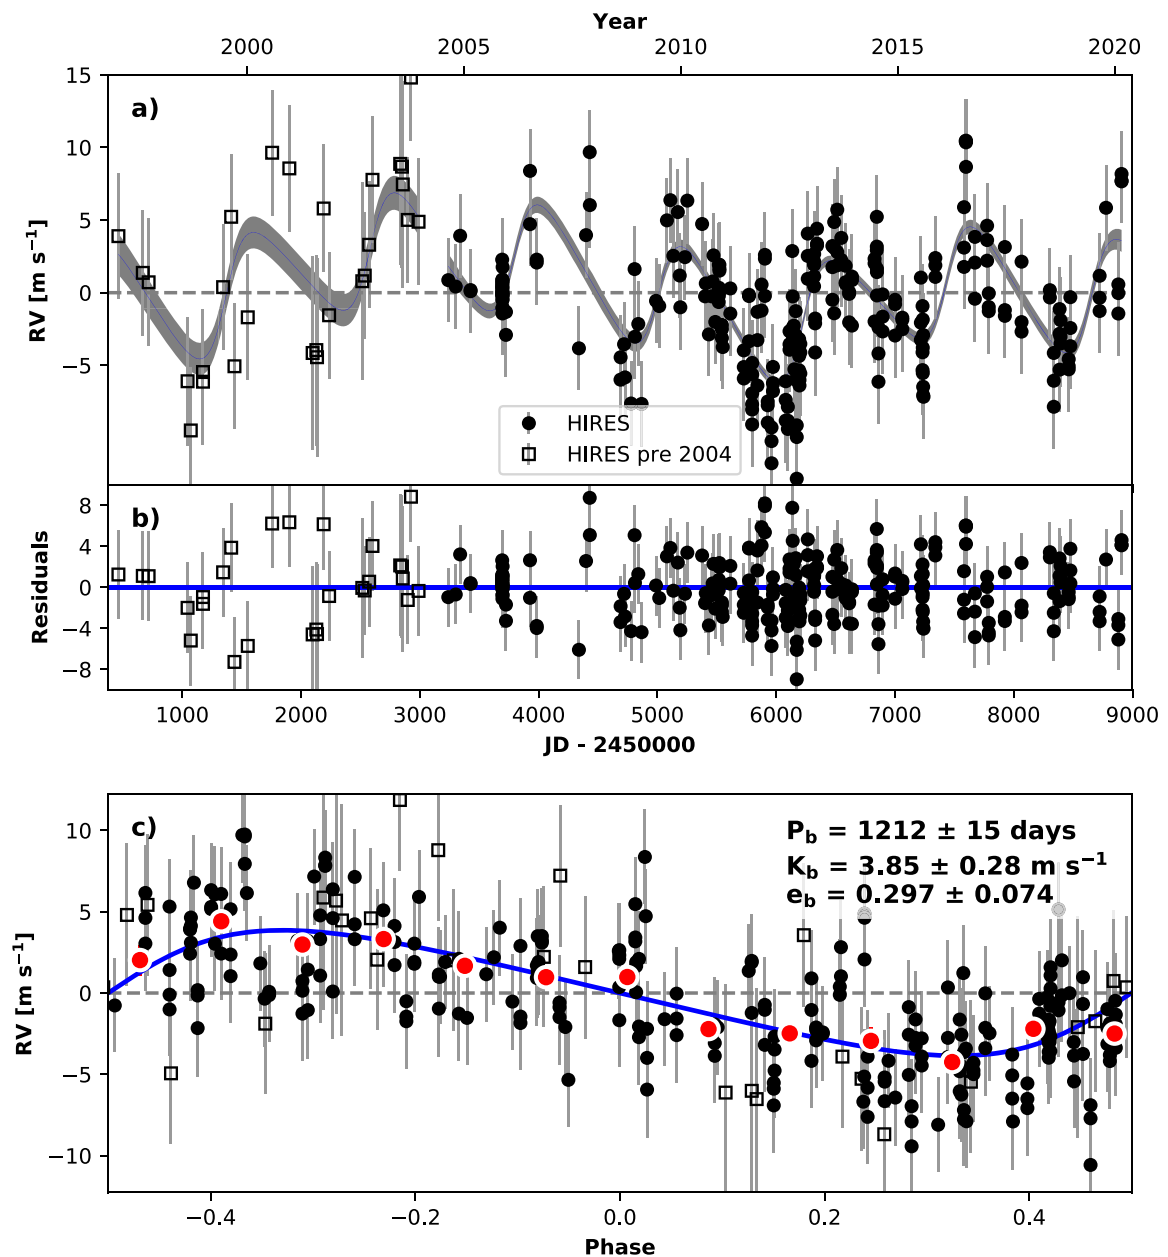 Year
2000 2005 2010 2015 2020
a)
15
10
5
0
−5
RV [m s⁻¹]
HIRES
HIRES pre 2004
b)
8
4
0
−4
−8
Residuals
1000 2000 3000 4000 5000 6000 7000 8000 9000
JD - 2450000
c)
P_b = 1212 ± 15 days
K_b = 3.85 ± 0.28 m s⁻¹
e_b = 0.297 ± 0.074
10
5
0
−5
−10
RV [m s⁻¹]
−0.4 −0.2 0.0 0.2 0.4
Phase